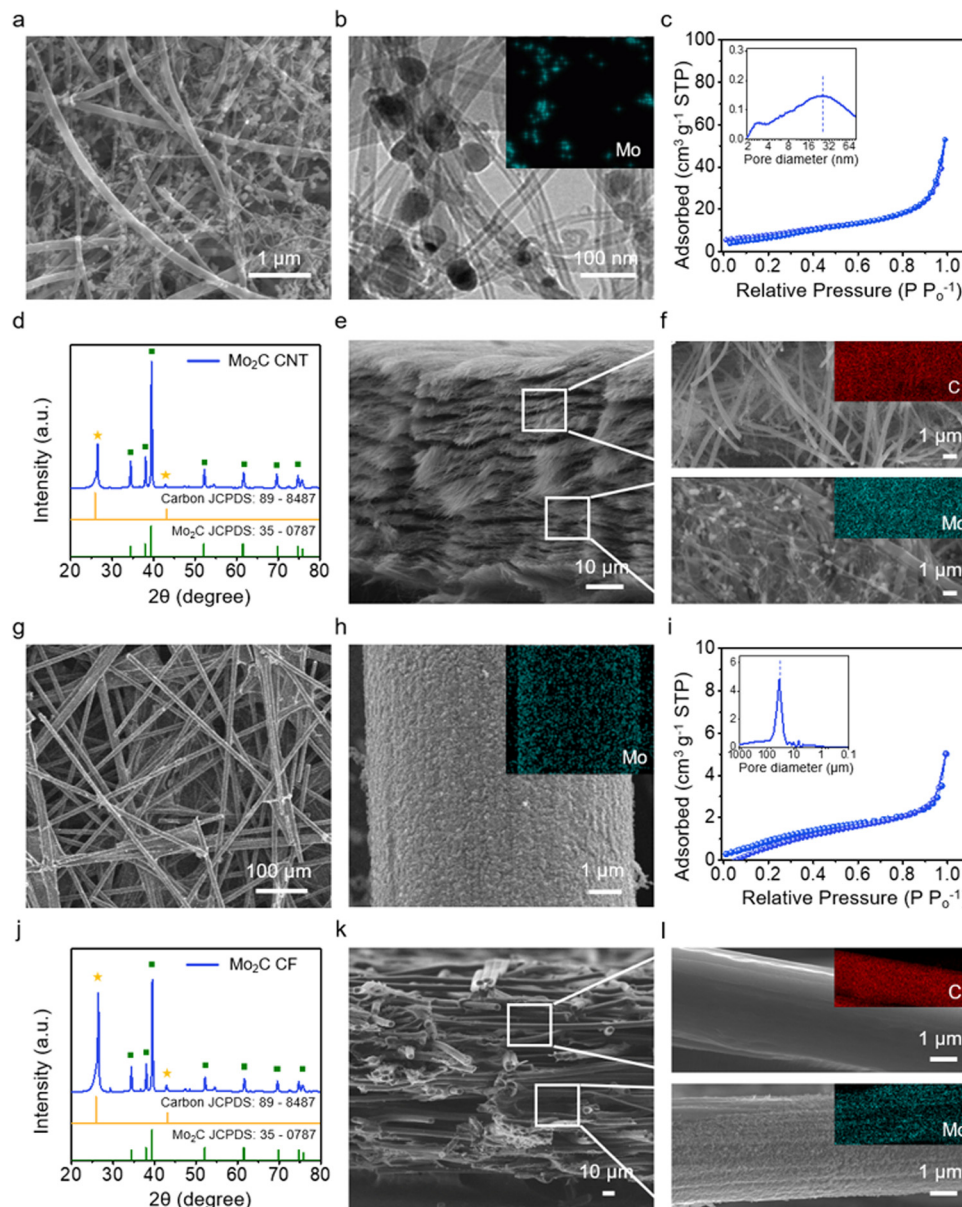 a
b
c
1 µm
Mo
100 nm
Adsorbed (cm³ g⁻¹ STP)
100
80
60
40
20
0
0.3
0.2
0.1
0.0
2 4 8 16 32 64
Pore diameter (nm)
0.2 0.4 0.6 0.8 1.0
Relative Pressure (P P₀⁻¹)
d
e
f
Intensity (a.u.)
Mo₂C CNT
Carbon JCPDS: 89 - 8487
Mo₂C JCPDS: 35 - 0787
20 30 40 50 60 70 80
2θ (degree)
10 µm
C
1 µm
Mo
1 µm
g
h
i
100 µm
Mo
1 µm
Adsorbed (cm³ g⁻¹ STP)
10
8
6
4
2
0
6
4
2
0
1000 100 10 1 0.1
Pore diameter (µm)
0.0 0.2 0.4 0.6 0.8 1.0
Relative Pressure (P P₀⁻¹)
j
k
l
Intensity (a.u.)
Mo₂C CF
Carbon JCPDS: 89 - 8487
Mo₂C JCPDS: 35 - 0787
20 30 40 50 60 70 80
2θ (degree)
10 µm
C
1 µm
Mo
1 µm